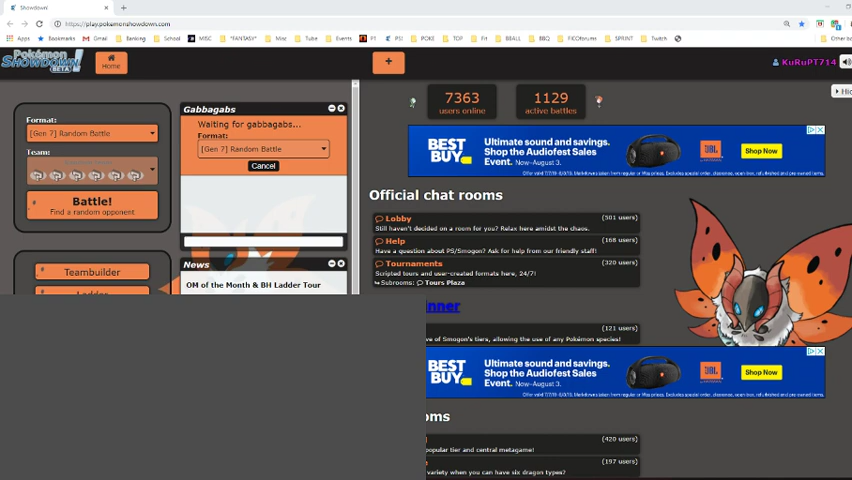 Showdown!
https://play.pokemonshowdown.com
Apps Bookmarks Gmail Banking School MISC *FANTASY* Misc Tube Events PS! POKE TOP BBALL BBQ FICOforums SPRINT Twitch
Pokémon
SHOWDOWN!
BETA
Home
+
KuRuPT714
Format:
[Gen 7] Random Battle
Team:
Battle!
Find a random opponent
Teambuilder
Gabbagabs
Waiting for gabbagabs...
Format:
[Gen 7] Random Battle
Cancel
News
OM of the Month & BH Ladder Tour
7363
users online
1129
active battles
BEST
BUY
Ultimate sound and savings.
Shop the Audiofest Sales
Event. Now–August 3.
JBL
Shop Now
Official chat rooms
Lobby (501 users)
Still haven't decided on a room for you? Relax here amidst the chaos.
Help (168 users)
Have a question about PS/Smogon? Ask for help from our friendly staff!
Tournaments (320 users)
Scripted tours and user-created formats here, 24/7!
Subrooms: Tours Plaza
nner
(121 users)
ve of Smogon's tiers, allowing the use of any Pokémon species!
BEST
BUY
Ultimate sound and savings.
Shop the Audiofest Sales
Event. Now–August 3.
JBL
Shop Now
oms
(420 users)
popular tier and central metagame!
(197 users)
variety when you can have six dragon types?